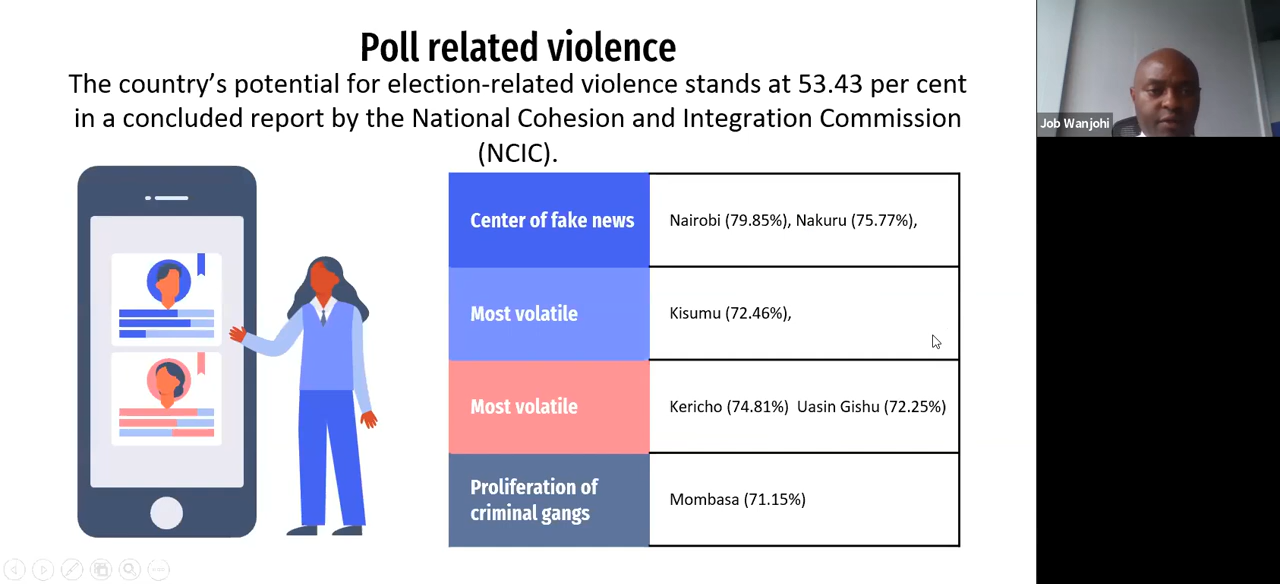 Poll related violence
The country's potential for election-related violence stands at 53.43 per cent
in a concluded report by the National Cohesion and Integration Commission
(NCIC).
Center of fake news
Nairobi (79.85%), Nakuru (75.77%),
Most volatile
Kisumu (72.46%),
Most volatile
Kericho (74.81%)  Uasin Gishu (72.25%)
Proliferation of
criminal gangs
Mombasa (71.15%)
Job Wanjohi